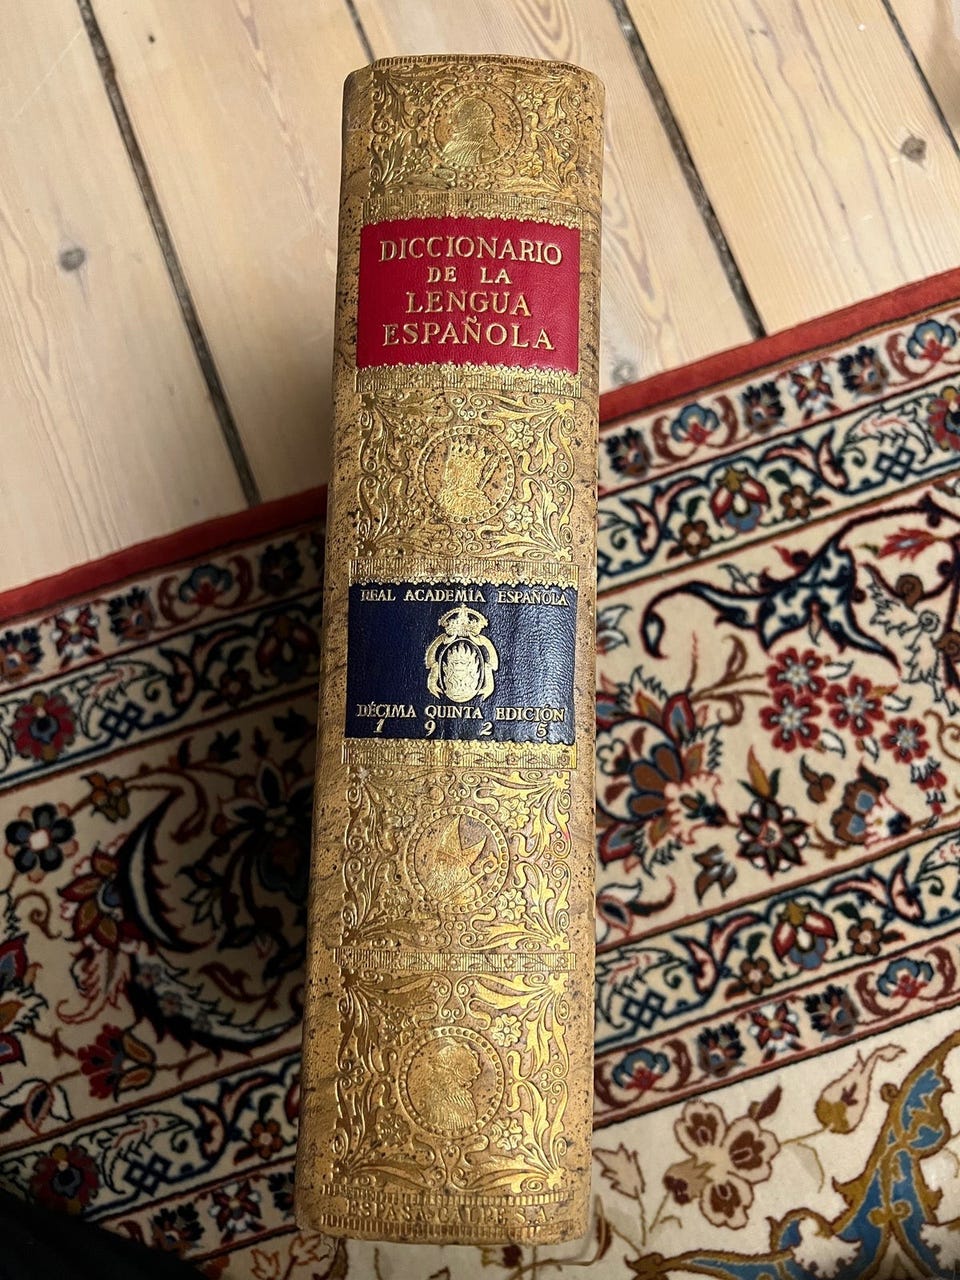 DICCIONARIO
DE LA
LENGUA
ESPAÑOLA
REAL ACADEMIA ESPAÑOLA
DÉCIMA QUINTA EDICIÓN
1925
ESPASA-CALPE S.A.